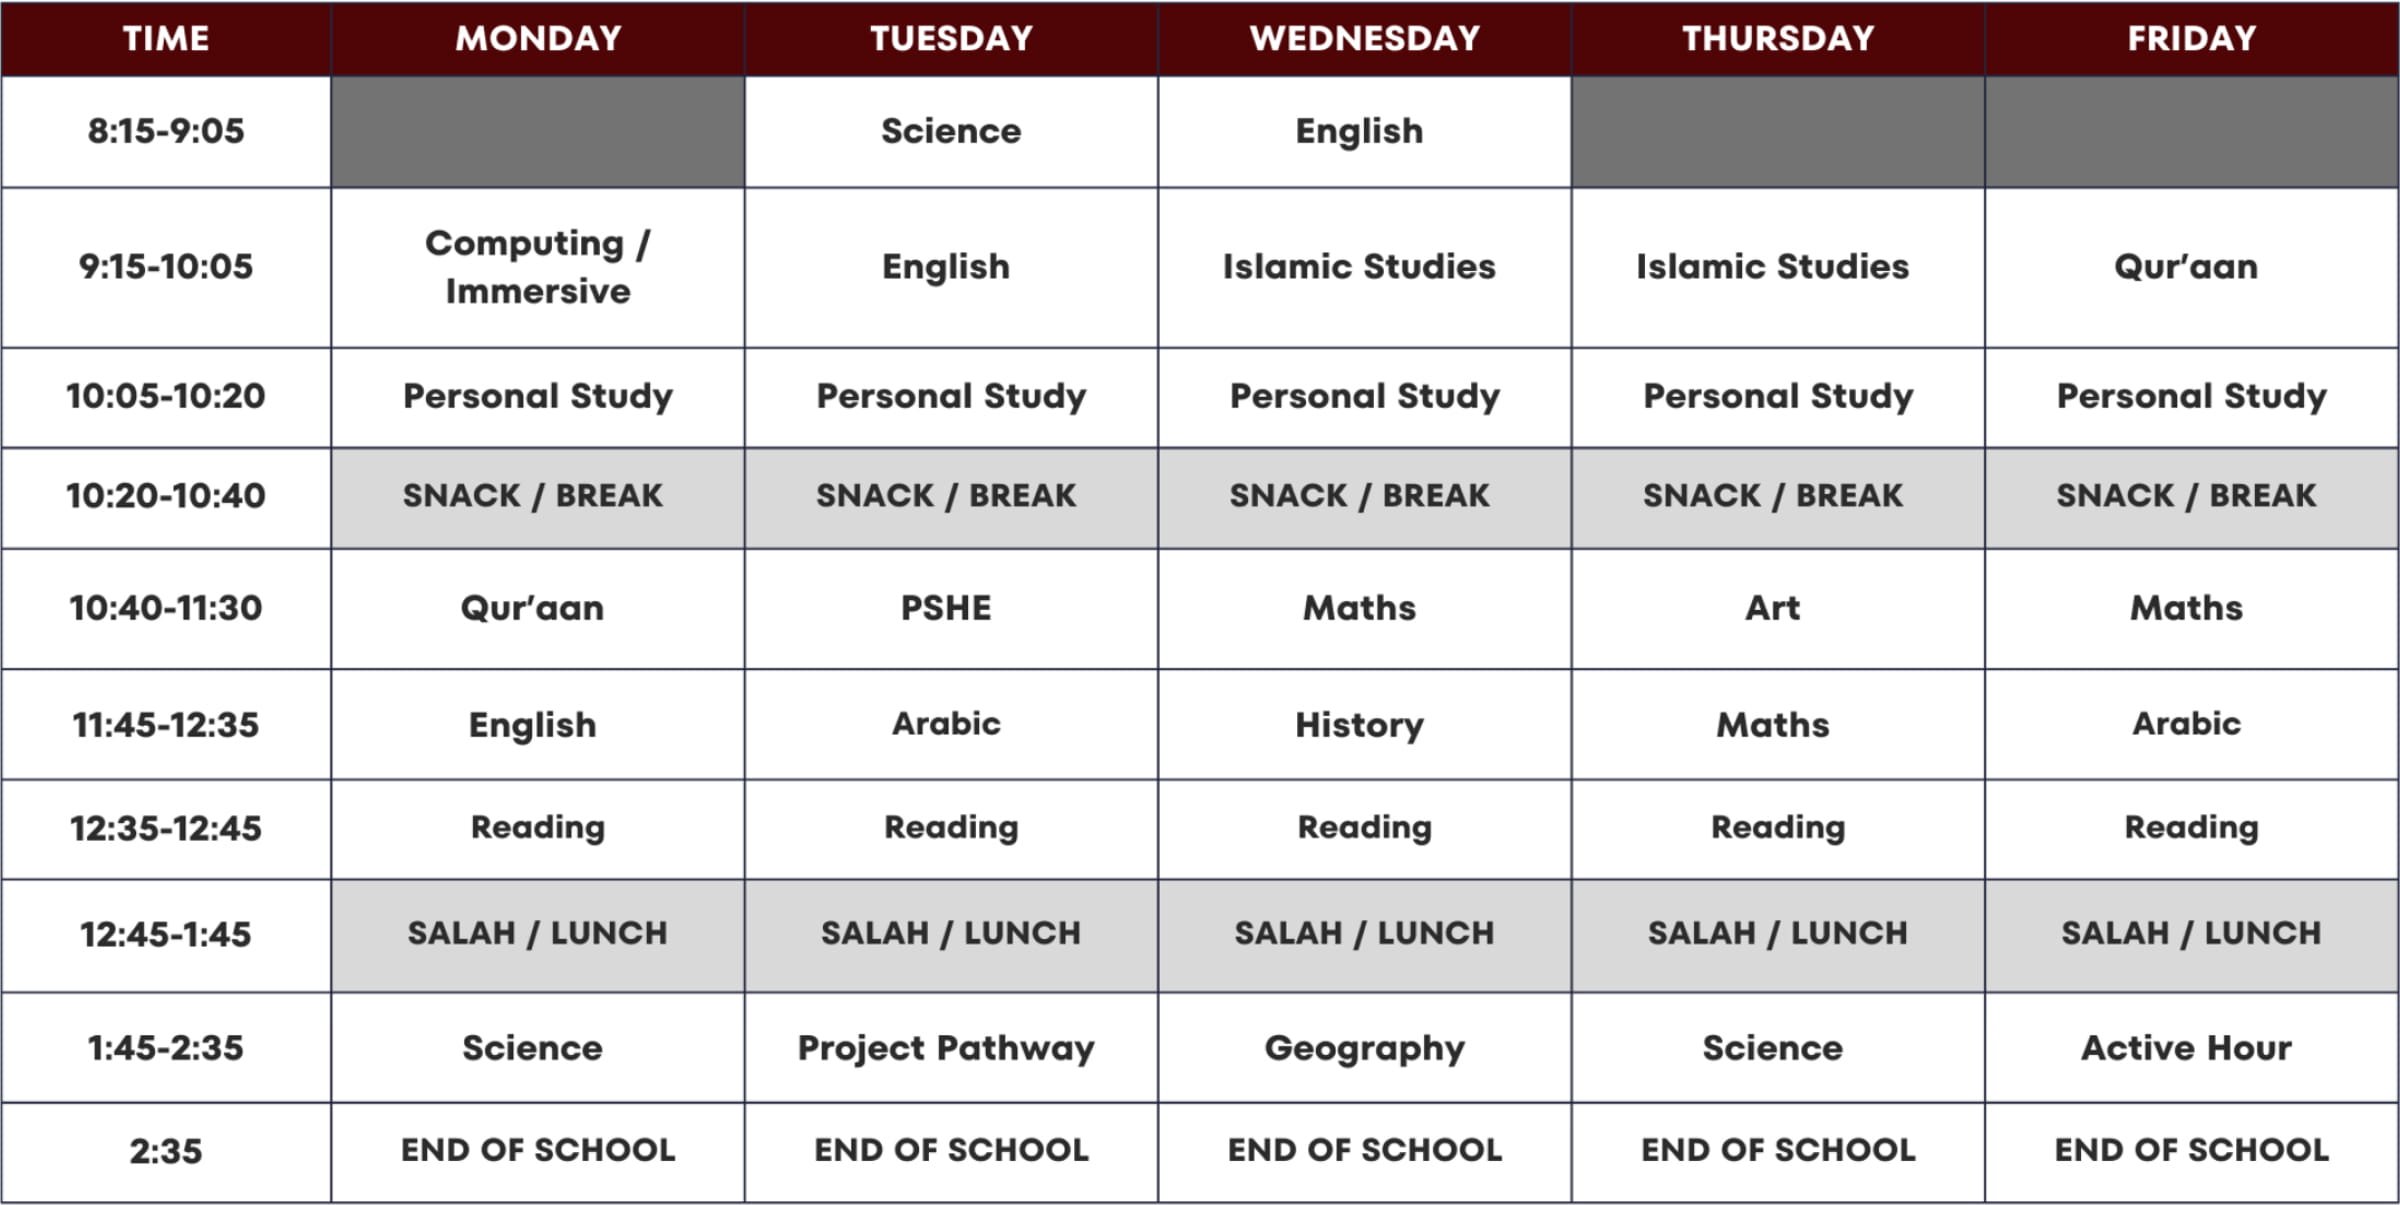 TIME MONDAY TUESDAY WEDNESDAY THURSDAY FRIDAY
8:15-9:05 Science English
9:15-10:05 Computing / Immersive English Islamic Studies Islamic Studies Qur’aan
10:05-10:20 Personal Study Personal Study Personal Study Personal Study Personal Study
10:20-10:40 SNACK / BREAK SNACK / BREAK SNACK / BREAK SNACK / BREAK SNACK / BREAK
10:40-11:30 Qur’aan PSHE Maths Art Maths
11:45-12:35 English Arabic History Maths Arabic
12:35-12:45 Reading Reading Reading Reading Reading
12:45-1:45 SALAH / LUNCH SALAH / LUNCH SALAH / LUNCH SALAH / LUNCH SALAH / LUNCH
1:45-2:35 Science Project Pathway Geography Science Active Hour
2:35 END OF SCHOOL END OF SCHOOL END OF SCHOOL END OF SCHOOL END OF SCHOOL